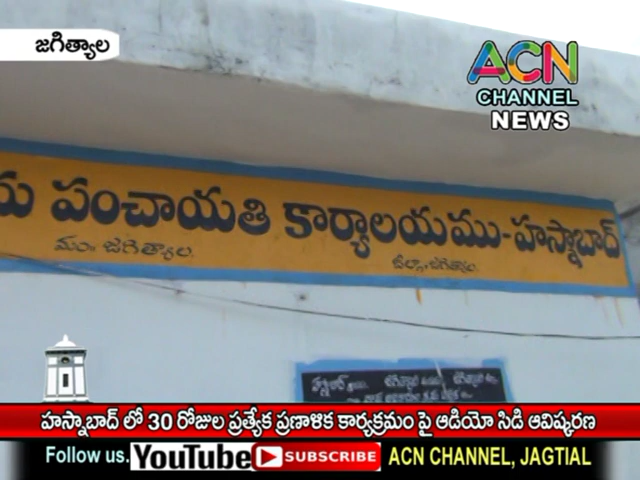 జగిత్యాల
ACN
CHANNEL
NEWS
పంచాయతి కార్యాలయము-హస్నాబాద్
మం॥ జగిత్యాల.
హస్నాబాద్ లో 30 రోజుల ప్రత్యేక ప్రణాళిక కార్యక్రమం పై ఆడియో సిడి ఆవిష్కరణ
Follow us. YouTube SUBSCRIBE ACN CHANNEL, JAGTIAL